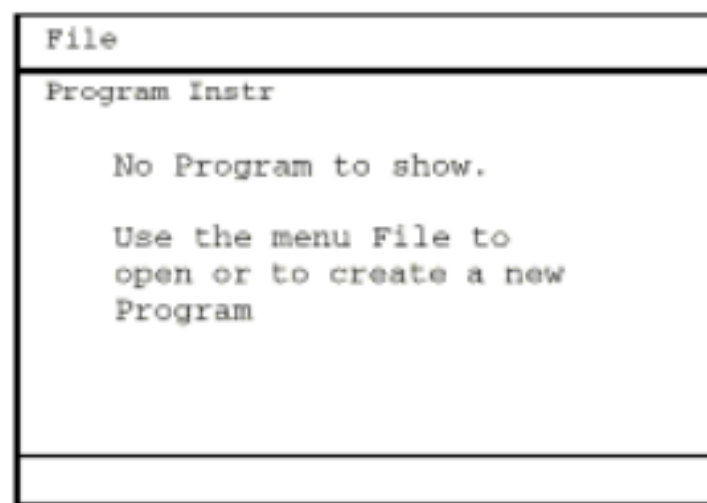 File
Program Instr
No Program to show.
Use the menu File to
open or to create a new
Program